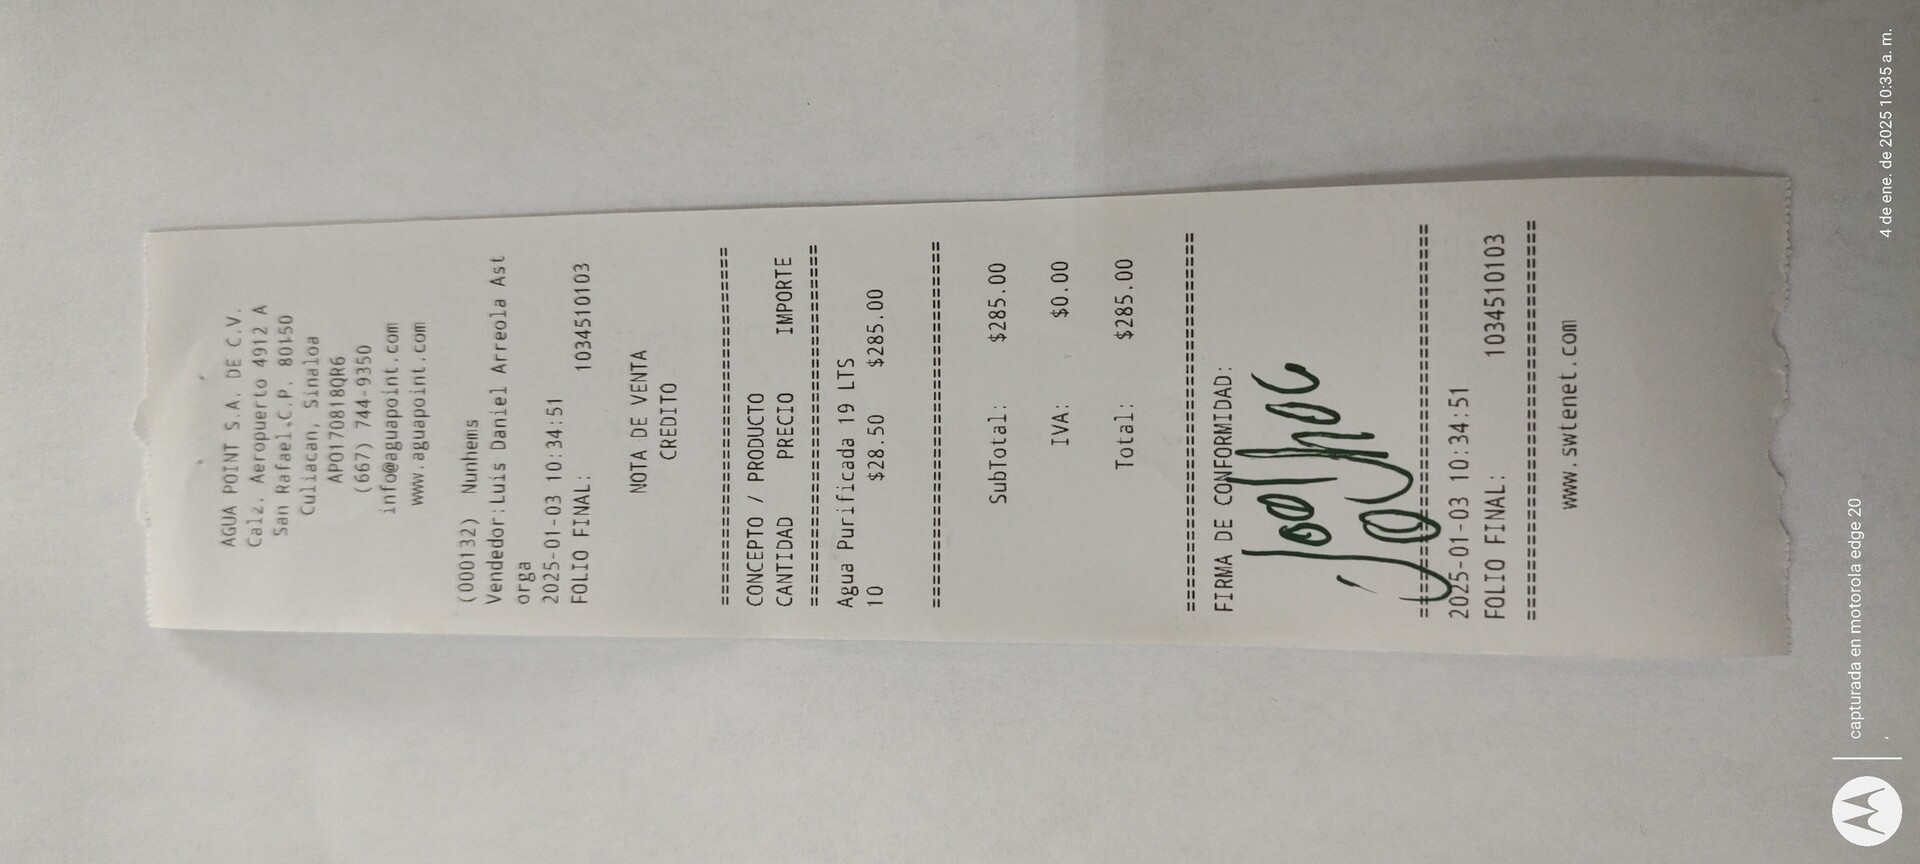 AGUA POINT S.A. DE C.V.
Calz. Aeropuerto 4912 A
San Rafael.C.P. 80150
Culiacan, Sinaloa
APO170818QR6
(667) 744-9350
info@aguapoint.com
www.aguapoint.com
(000132) Nunhems
Vendedor:Luis Daniel Arreola Ast
orga
2025-01-03 10:34:51
FOLIO FINAL: 1034510103
NOTA DE VENTA
CREDITO
================================
CONCEPTO / PRODUCTO
CANTIDAD PRECIO IMPORTE
================================
Agua Purificada 19 LTS
10 $28.50 $285.00
================================
SubTotal: $285.00
IVA: $0.00
Total: $285.00
================================
FIRMA DE CONFORMIDAD:
Joel
================================
2025-01-03 10:34:51
FOLIO FINAL: 1034510103
================================
www.swtenet.com
capturada en motorola edge 20
4 de ene. de 2025 10:35 a. m.